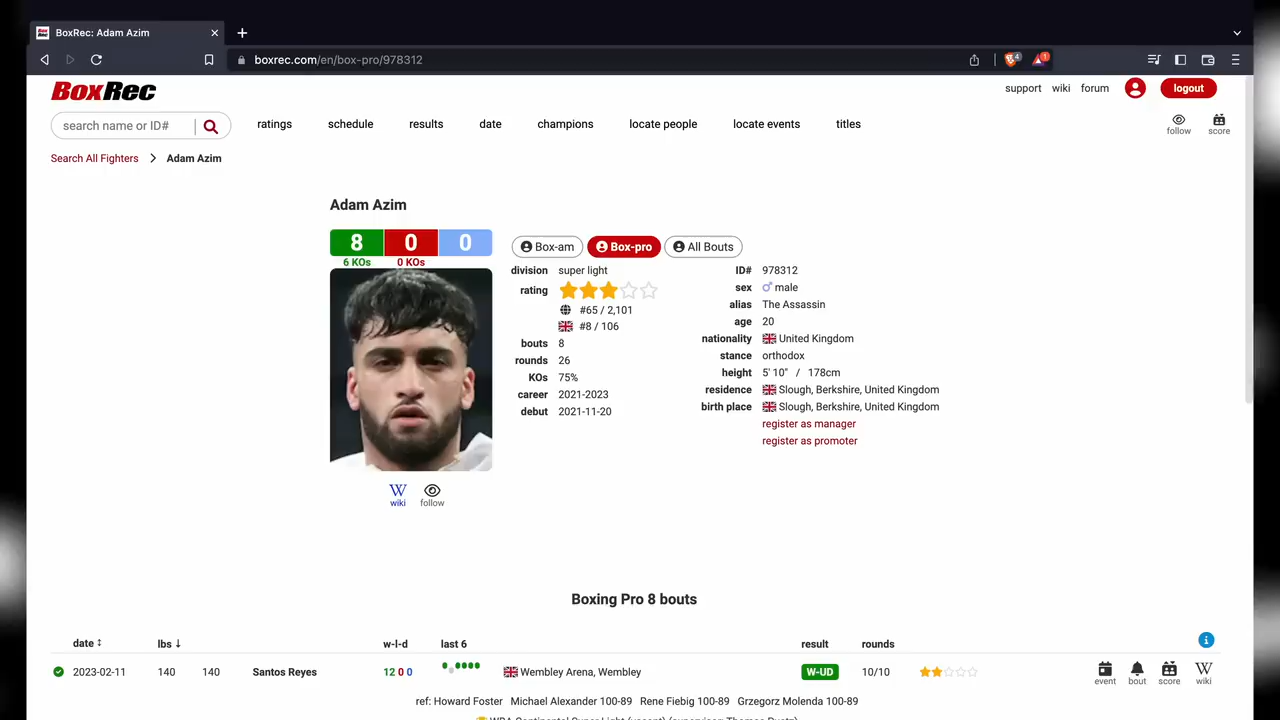 BoxRec: Adam Azim
boxrec.com/en/box-pro/978312
4
1
BoxRec
support wiki forum logout
search name or ID#
ratings schedule results date champions locate people locate events titles
follow score
Search All Fighters Adam Azim
Adam Azim
8 0 0
6 KOs 0 KOs
Box-am Box-pro All Bouts
division super light
rating
#65 / 2,101
#8 / 106
bouts 8
rounds 26
KOs 75%
career 2021-2023
debut 2021-11-20
ID# 978312
sex male
alias The Assassin
age 20
nationality United Kingdom
stance orthodox
height 5' 10" / 178cm
residence Slough, Berkshire, United Kingdom
birth place Slough, Berkshire, United Kingdom
register as manager
register as promoter
W
wiki follow
Boxing Pro 8 bouts
date lbs w-l-d last 6 result rounds
2023-02-11 140 140 Santos Reyes 12 0 0 Wembley Arena, Wembley W-UD 10/10
event bout score wiki
ref: Howard Foster Michael Alexander 100-89 Rene Fiebig 100-89 Grzegorz Molenda 100-89